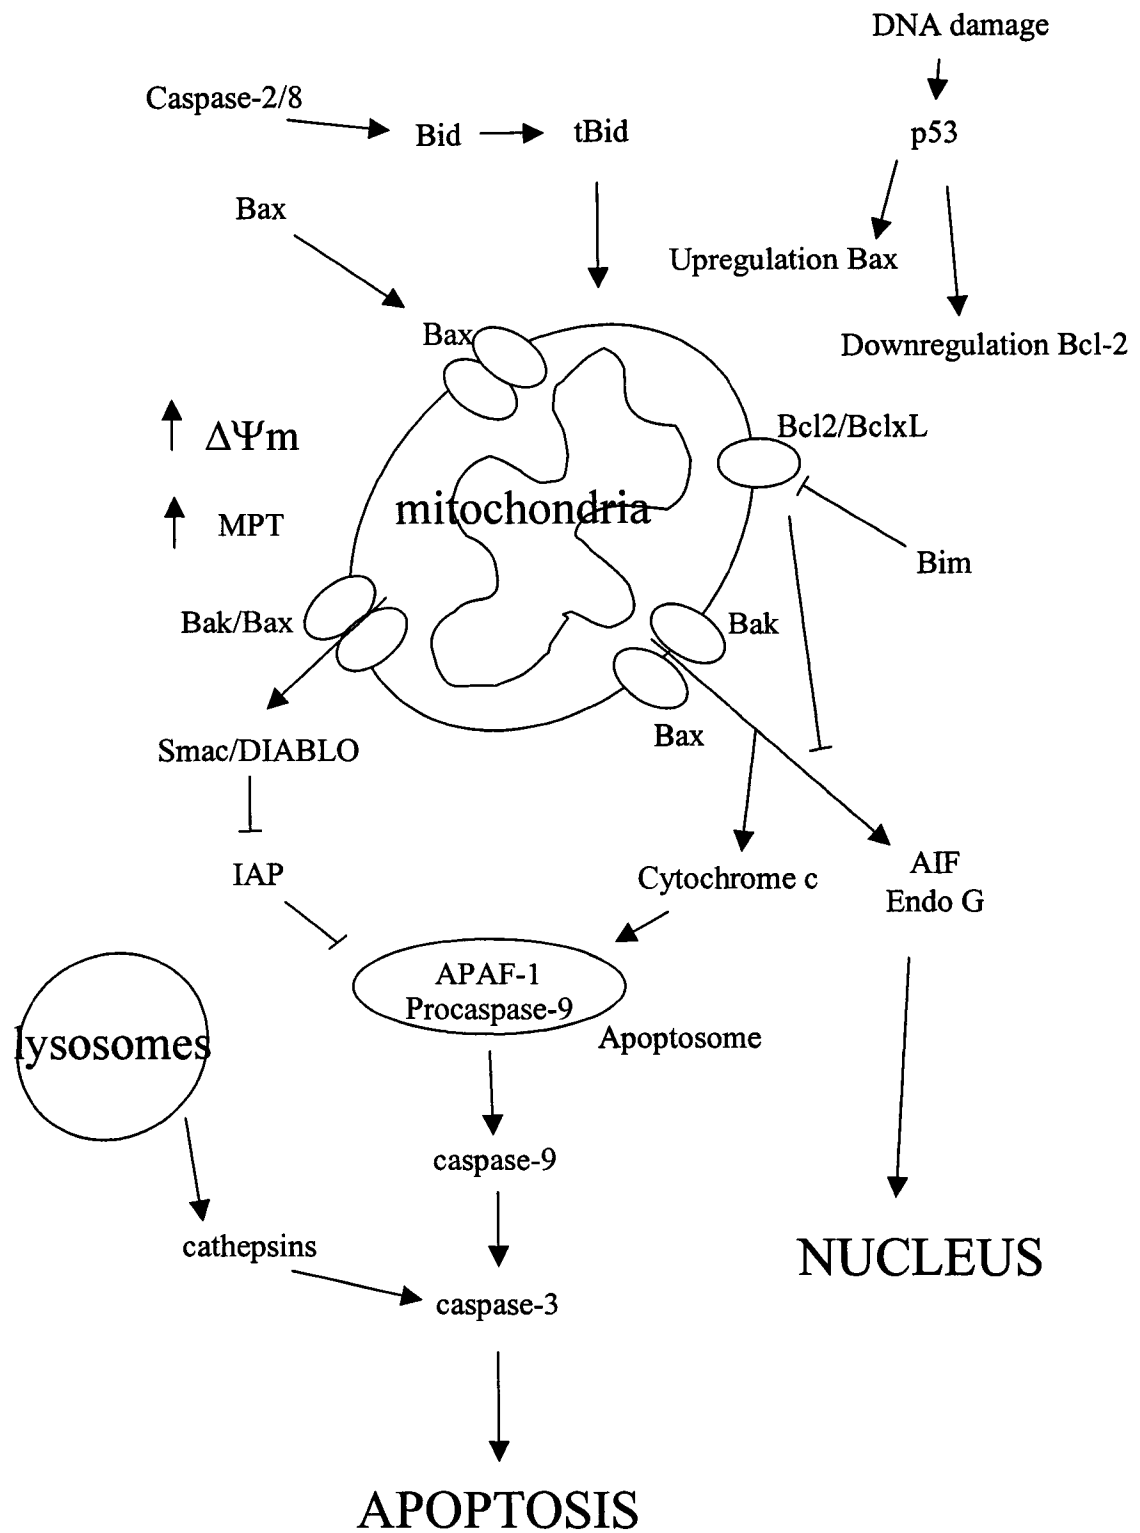 DNA damage
Caspase-2/8
Bid
tBid
p53
Bax
Upregulation Bax
Bax
Downregulation Bcl-2
Bcl2/BclxL
ΔΨm
mitochondria
MPT
Bim
Bak/Bax
Bak
Bax
Smac/DIABLO
IAP
Cytochrome c
AIF
Endo G
APAF-1
Procaspase-9
Apoptosome
lysosomes
caspase-9
cathepsins
NUCLEUS
caspase-3
APOPTOSIS